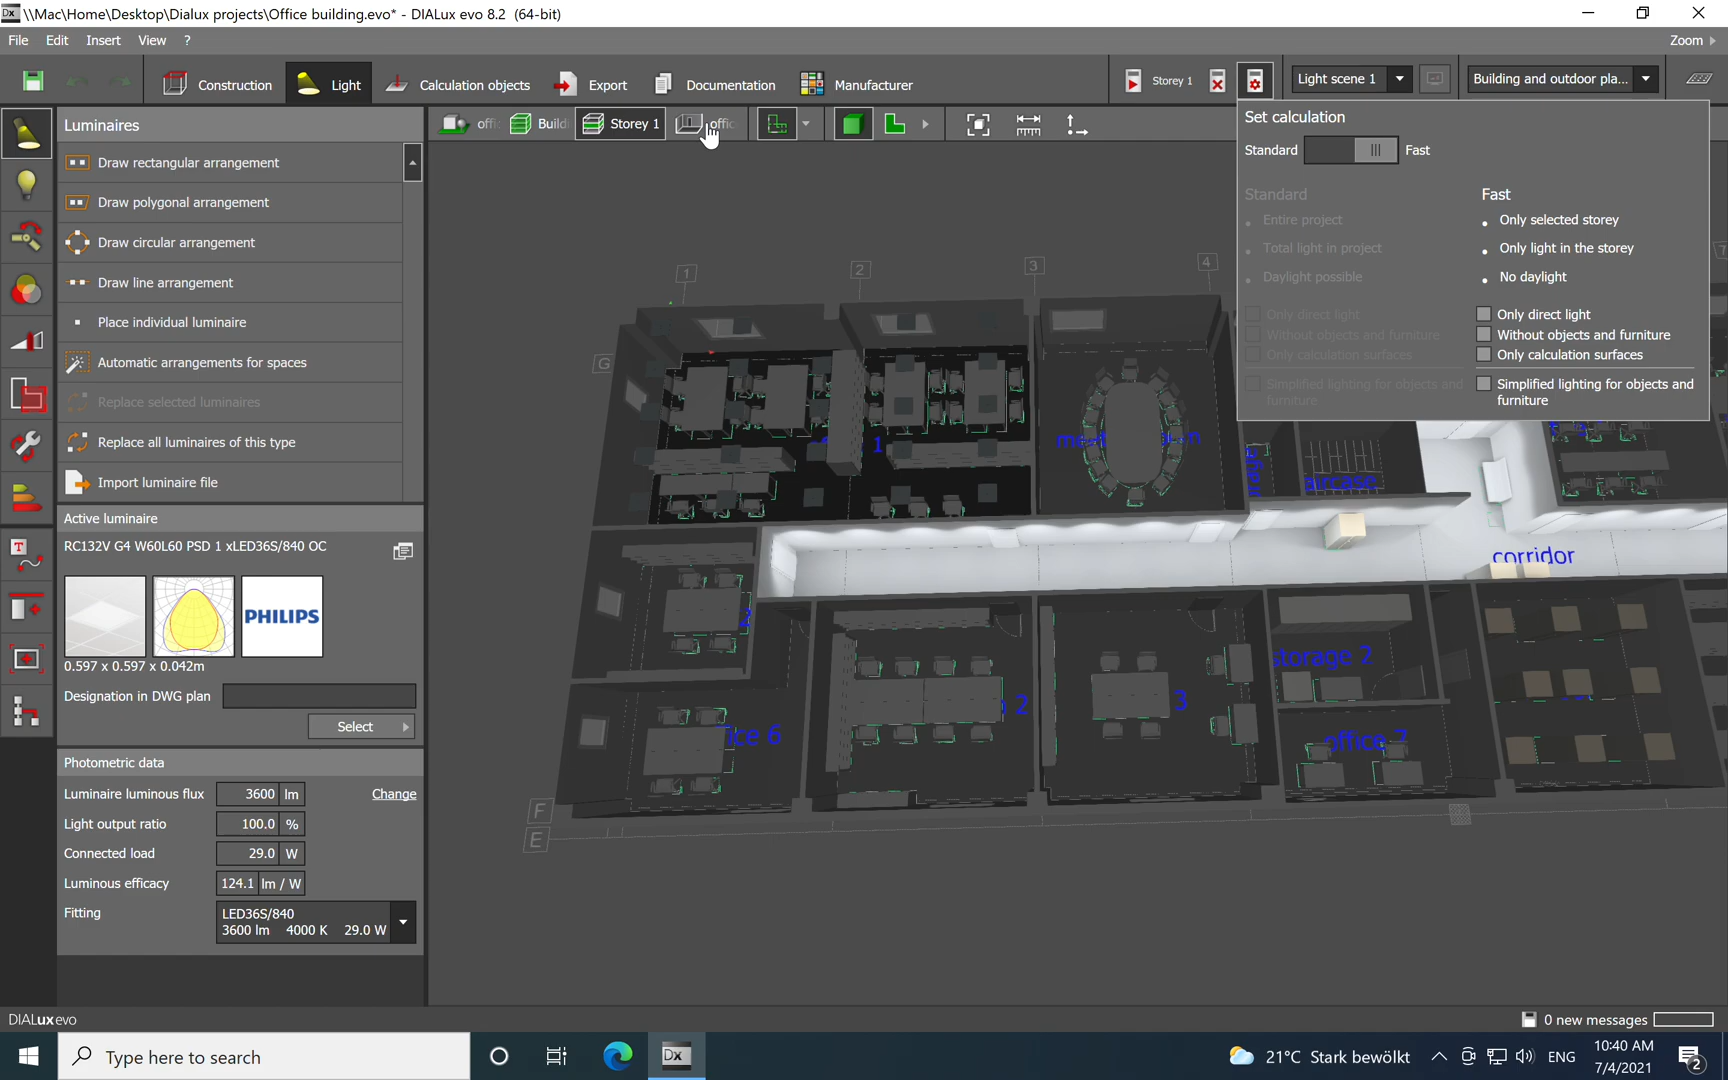 \\Mac\Home\Desktop\Dialux projects\Office building.evo* - DIALux evo 8.2 (64-bit)
File Edit Insert View ? Zoom
Construction Light Calculation objects Export Documentation Manufacturer Storey 1 Light scene 1 Building and outdoor pla...
Luminaires
Storey 1
Draw rectangular arrangement
Draw polygonal arrangement
Draw circular arrangement
Draw line arrangement
Place individual luminaire
Automatic arrangements for spaces
Replace selected luminaires
Replace all luminaires of this type
Import luminaire file
Active luminaire
RC132V G4 W60L60 PSD 1 xLED36S/840 OC
PHILIPS
0.597 x 0.597 x 0.042m
Designation in DWG plan
Select
Photometric data
Luminaire luminous flux 3600 lm Change
Light output ratio 100.0 %
Connected load 29.0 W
Luminous efficacy 124.1 lm / W
Fitting LED36S/840
3600 lm 4000 K 29.0 W
Set calculation
Standard Fast
Standard
Entire project
Total light in project
Daylight possible
Only direct light
Without objects and furniture
Only calculation surfaces
Simplified lighting for objects and
furniture
Fast
Only selected storey
Only light in the storey
No daylight
Only direct light
Without objects and furniture
Only calculation surfaces
Simplified lighting for objects and
furniture
1 2 3 4
G
1
corridor
2
storage 2
2
3
office 7
F
E
DIALux evo
0 new messages
Type here to search
Dx
21°C Stark bewölkt
ENG
10:40 AM
7/4/2021
2